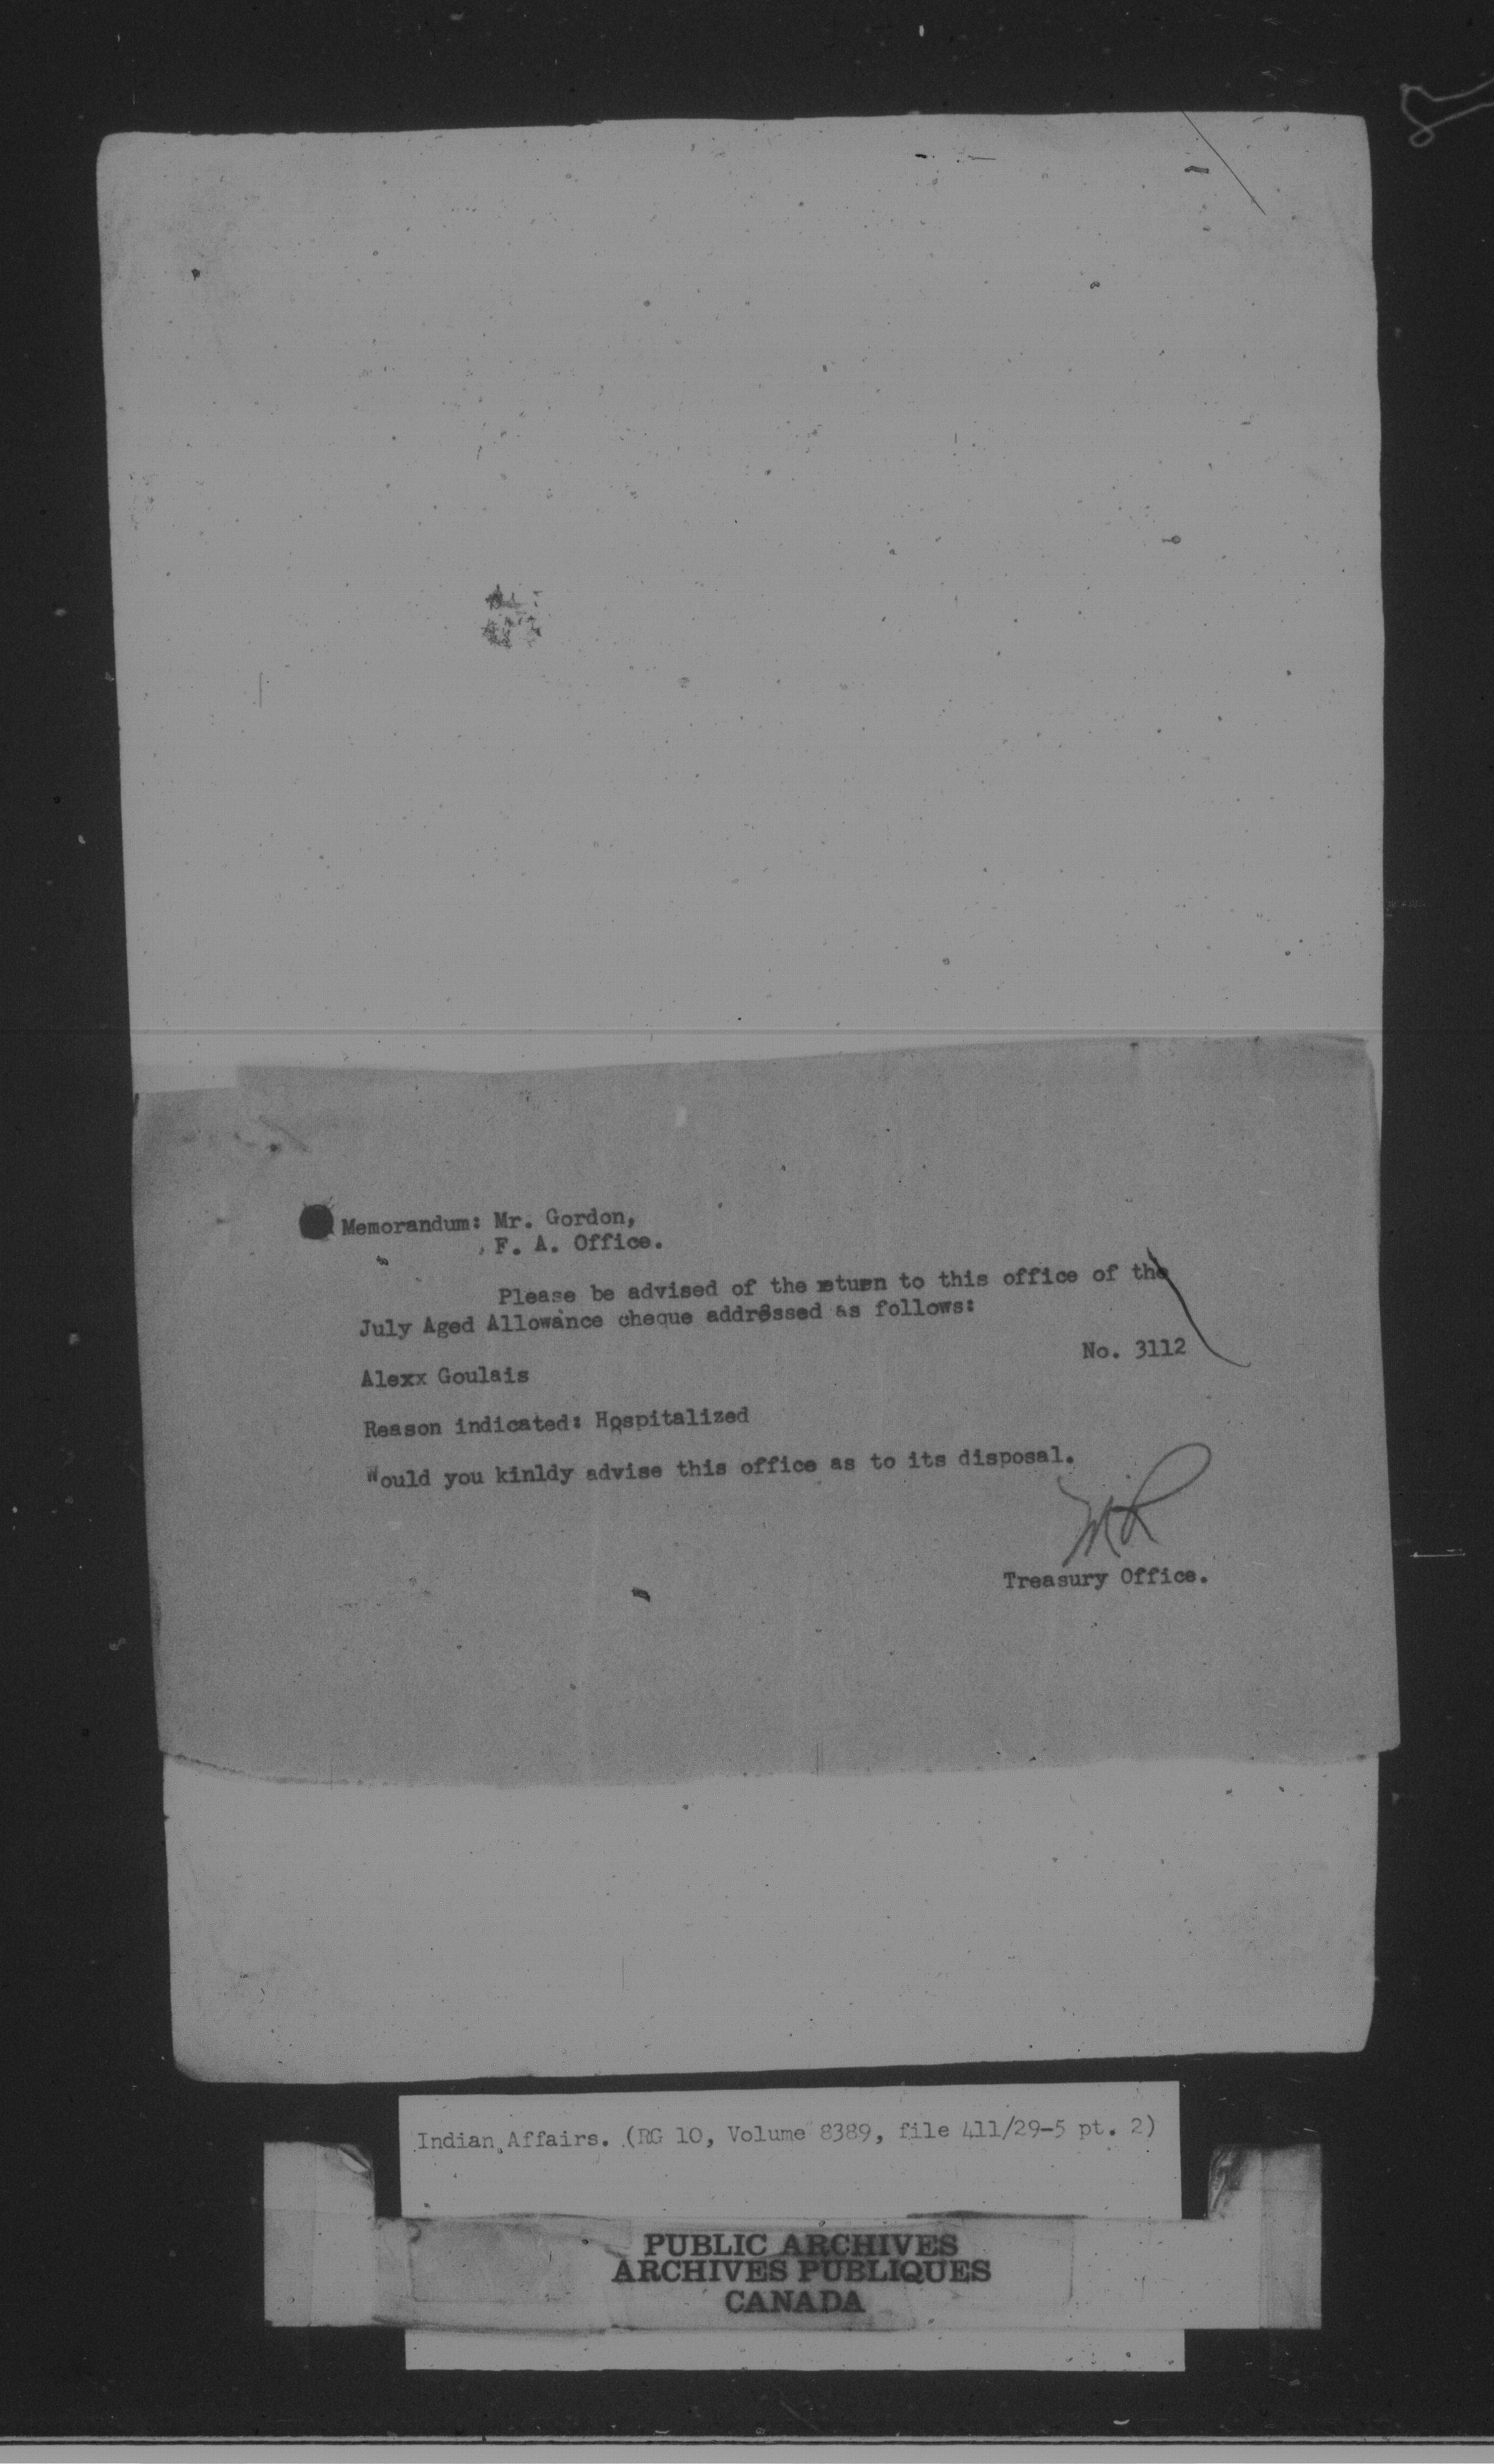 Memorandum: Mr. Gordon,
F. A. Office.
Please be advised of the etuen to this office of the
July Aged Allowance cheque addressed as follows:
No. 3112
Alexx Goulais
Reason indicated: Hospitalized
Would you kinldy advise this office as to its disposal.
Treasury Office.
Indian Affairs. (RG 10, Volume 8389, file 411/29-5 pt. 2)
PUBLIC ARCHIVES
ARCHIVES PUBLIQUES
CANADA